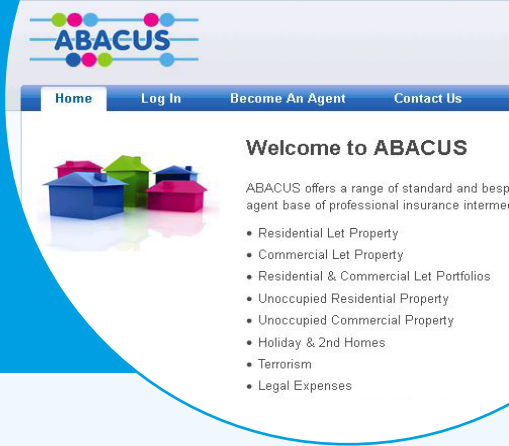 ABACUS
Home Log In Become An Agent Contact Us
Welcome to ABACUS
ABACUS offers a range of standard and besp
agent base of professional insurance interme
• Residential Let Property
• Commercial Let Property
• Residential & Commercial Let Portfolios
• Unoccupied Residential Property
• Unoccupied Commercial Property
• Holiday & 2nd Homes
• Terrorism
• Legal Expenses